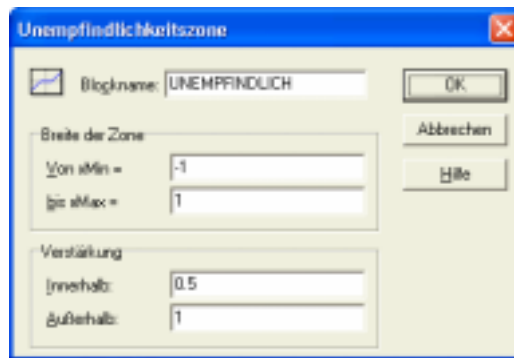 Unempfindlichkeitszone
Blockname: UNEMPFINDLICH
OK
Breite der Zone
Abbrechen
Von xMin = -1
Hilfe
bis xMax = 1
Verstärkung
Innerhalb: 0.5
Außerhalb: 1